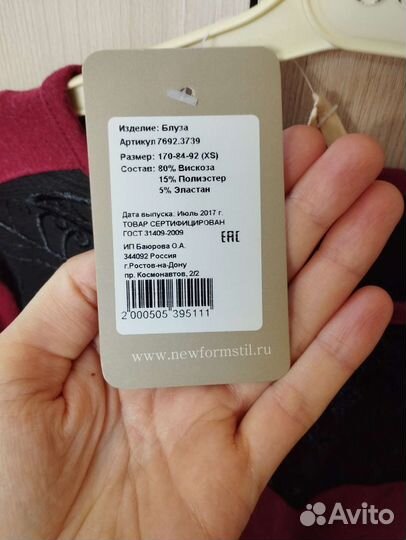 Изделие: Блуза
Артикул 7692.3739
Размер: 170-84-92 (XS)
Состав: 80% Вискоза
15% Полиэстер
5% Эластан
Дата выпуска: Июль 2017 г.
ТОВАР СЕРТИФИЦИРОВАН
ГОСТ 31409-2009
EAC
ИП Баюрова О.А.
344092 Россия
г.Ростов-на-Дону
пр. Космонавтов, 2/2
2 000505 395111
www.newformstil.ru
Avito